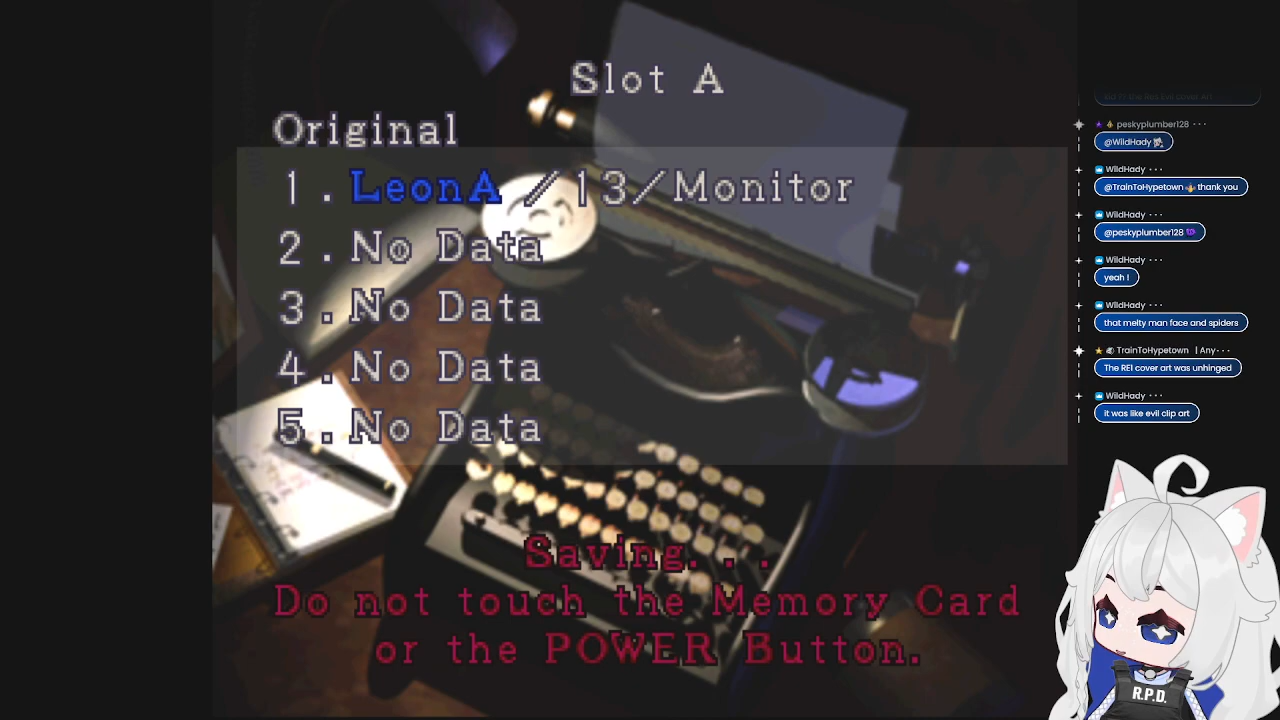 Slot A
Original
1. LeonA /13/Monitor
2. No Data
3. No Data
4. No Data
5. No Data
Saving...
Do not touch the Memory Card
or the POWER Button.
peskyplumber128 ···
@WildHady
WildHady ···
@TrainToHypetown thank you
WildHady ···
@peskyplumber128
WildHady ···
yeah !
WildHady ···
that melty man face and spiders
TrainToHypetown | Any···
The RE1 cover art was unhinged
WildHady ···
it was like evil clip art
R.P.D.